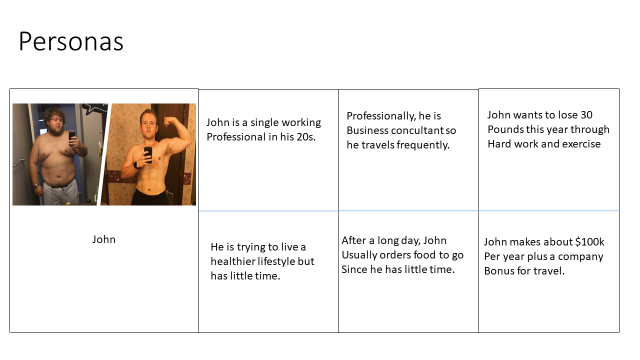 Personas
John is a single working
Professional in his 20s.
Professionally, he is
Business concultant so
he travels frequently.
John wants to lose 30
Pounds this year through
Hard work and exercise
John
He is trying to live a
healthier lifestyle but
has little time.
After a long day, John
Usually orders food to go
Since he has little time.
John makes about $100k
Per year plus a company
Bonus for travel.